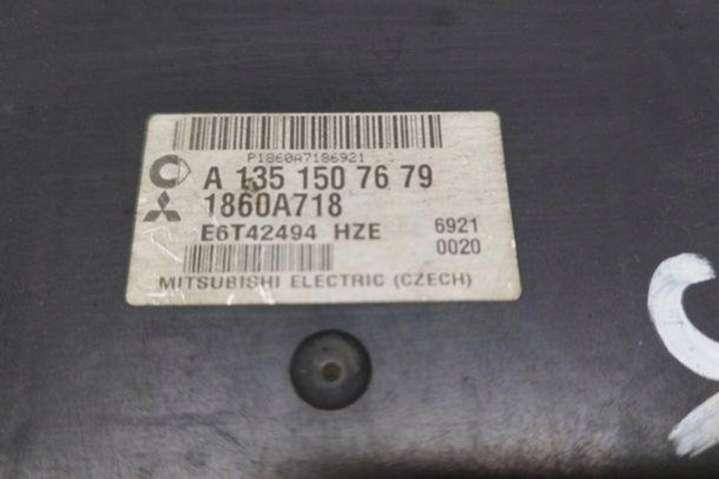 P1860A7186921
A 135 150 76 79
1860A718
E6T42494 HZE 6921
0020
MITSUBISHI ELECTRIC (CZECH)